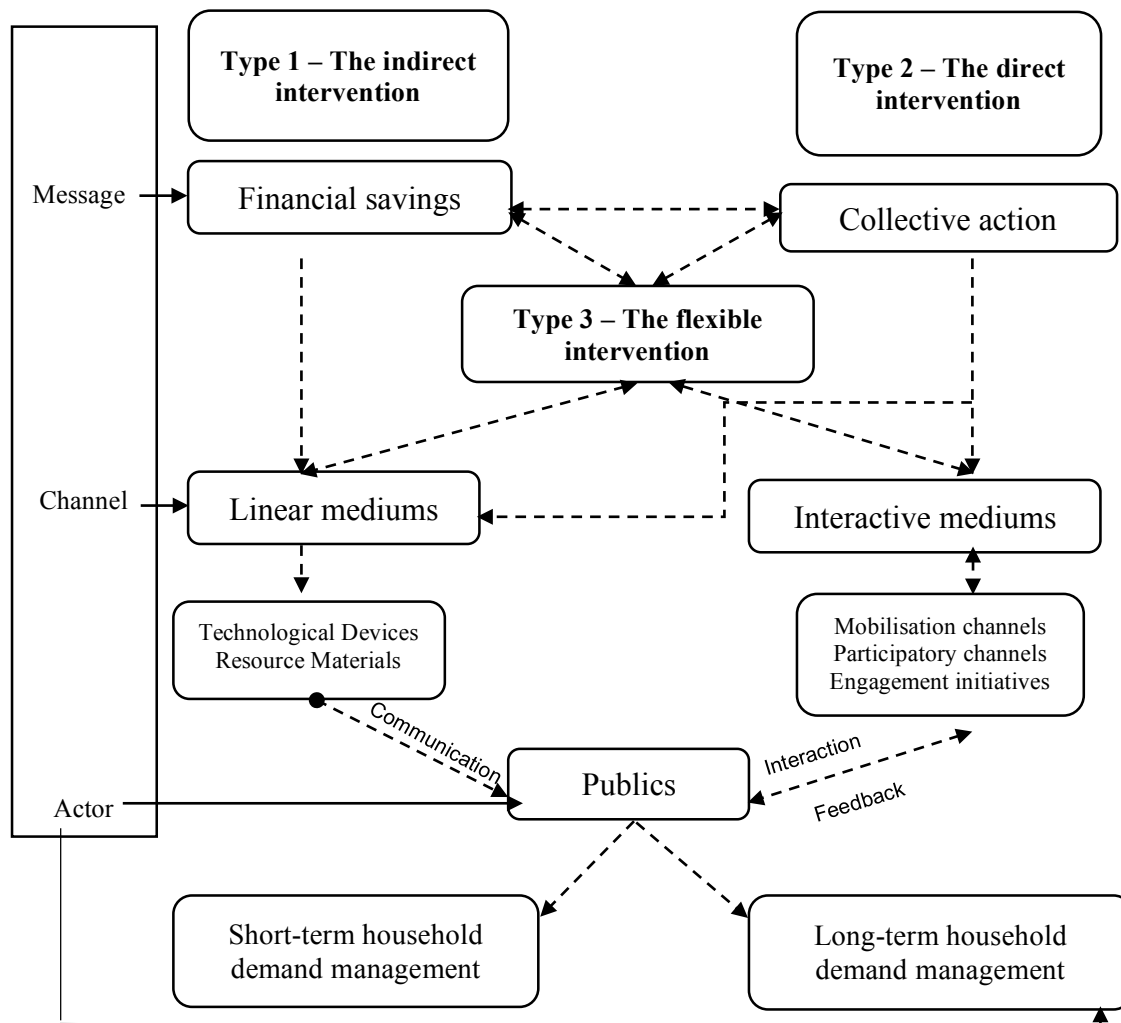 Type 1 – The indirect
intervention
Type 2 – The direct
intervention
Message
Financial savings
Collective action
Type 3 – The flexible
intervention
Channel
Linear mediums
Interactive mediums
Technological Devices
Resource Materials
Mobilisation channels
Participatory channels
Engagement initiatives
Communication
Interaction
Feedback
Publics
Actor
Short-term household
demand management
Long-term household
demand management